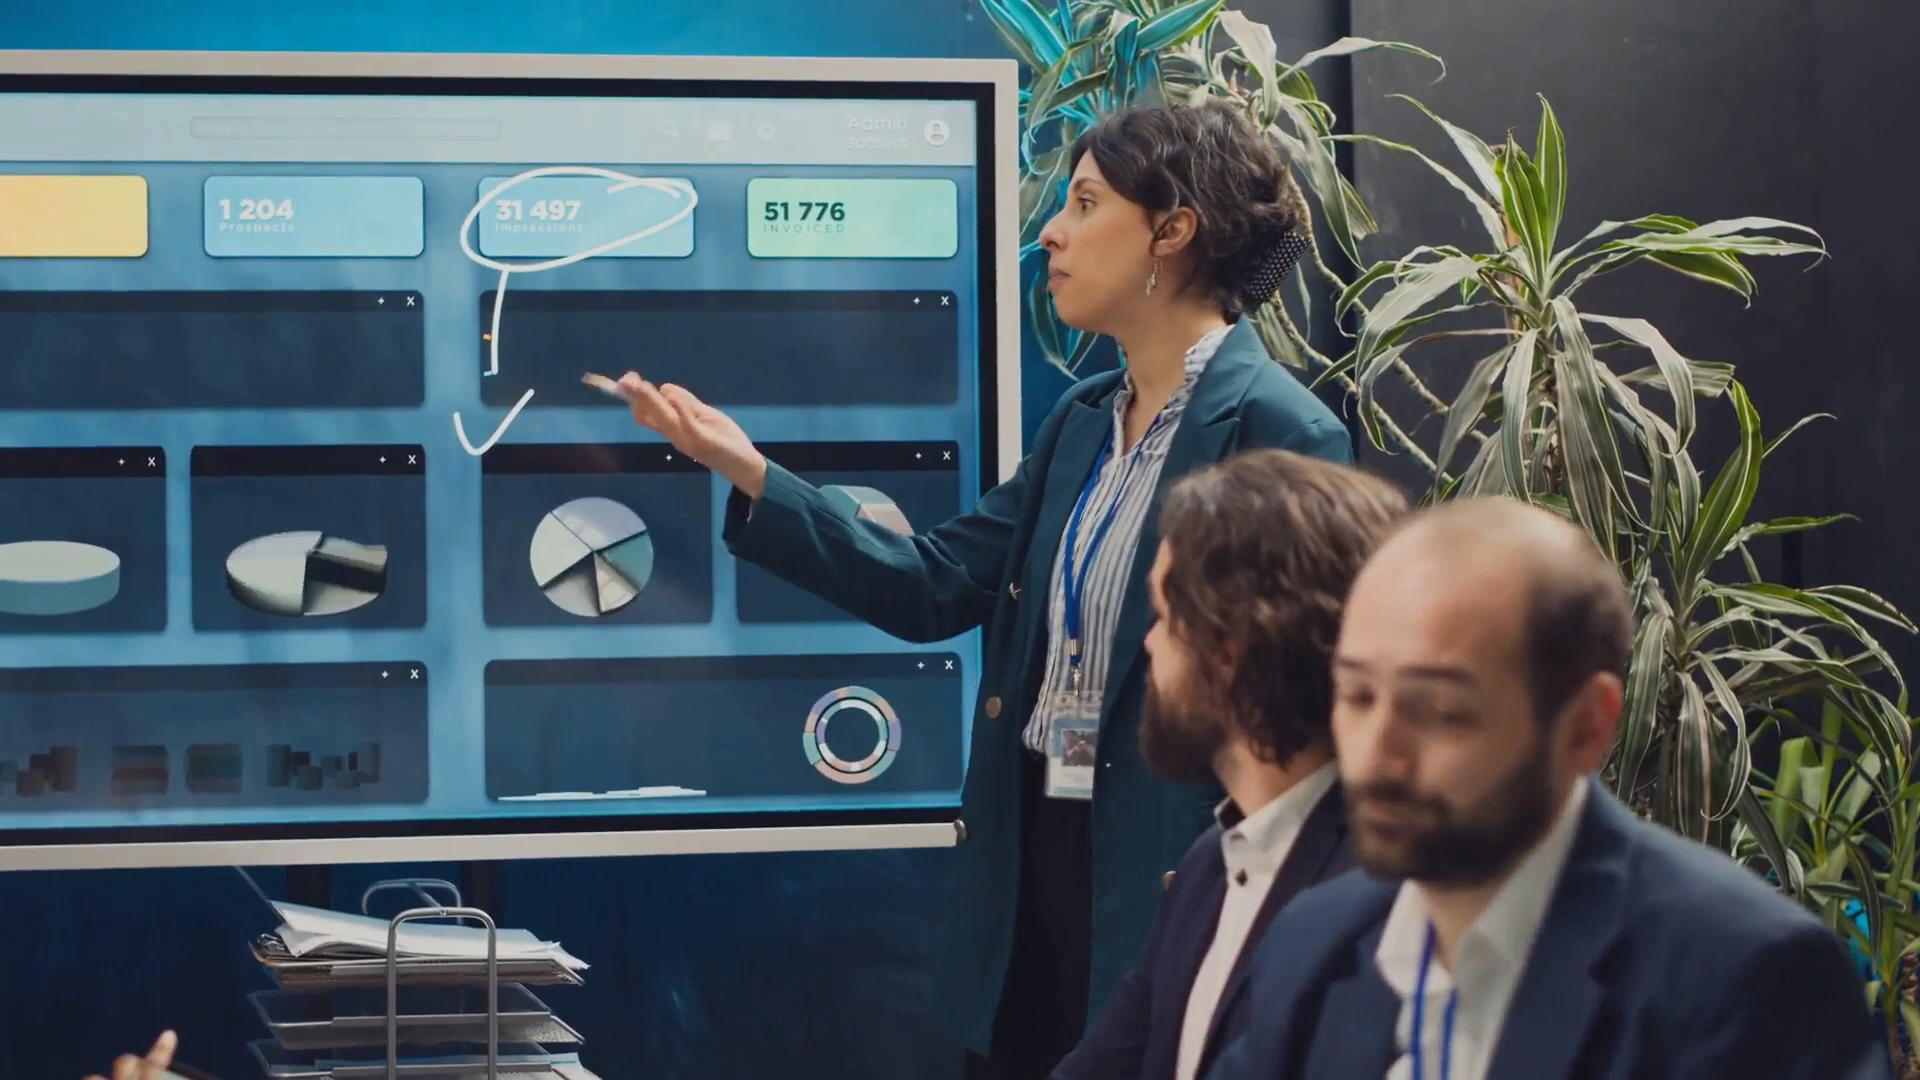 Admin
account
1 204
Prospects
31 497
Impressions
51 776
INVOICED
+ X
+ X
+ X
+ X
+
+ X
+ X
+ X